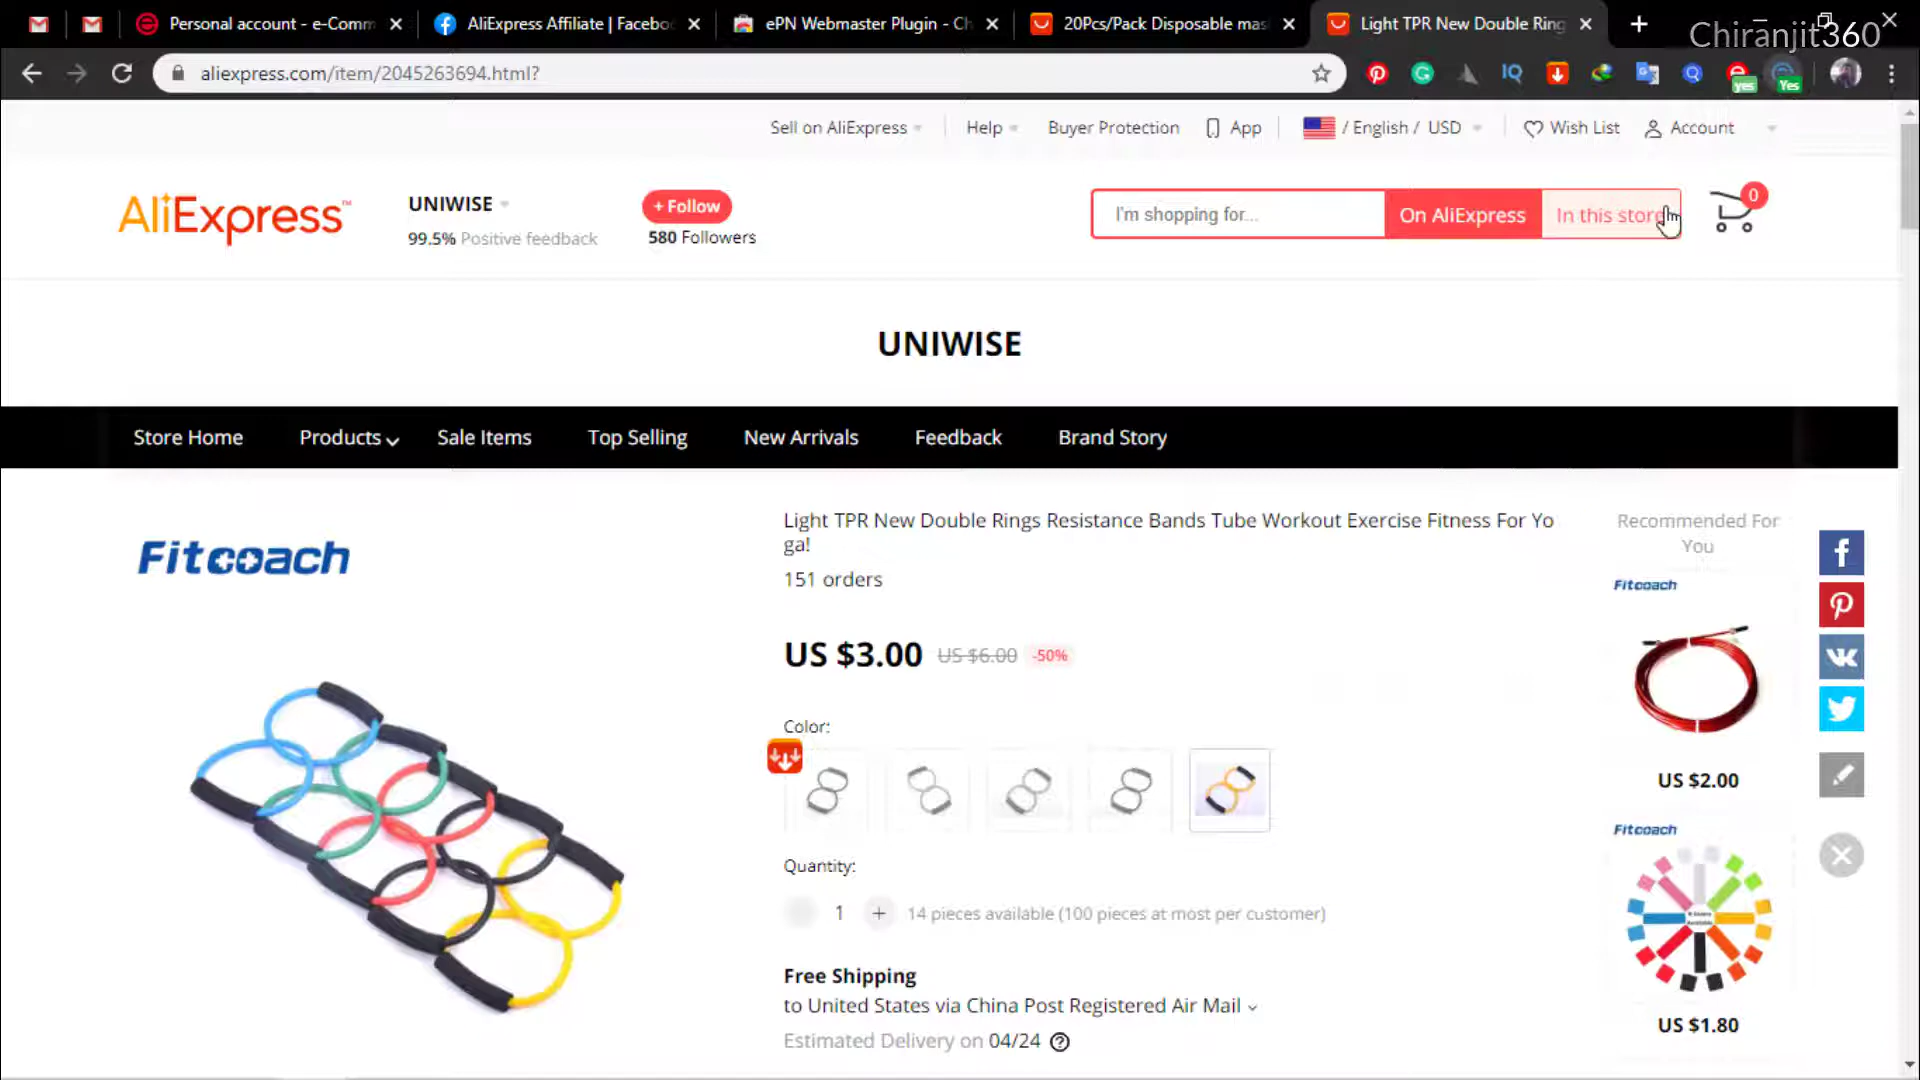 Personal account - e-Comm
AliExpress Affiliate | Facebo
ePN Webmaster Plugin - Ch
20Pcs/Pack Disposable mas
Light TPR New Double Ring
Chiranjit360
aliexpress.com/item/2045263694.html?
IQ
yes
Yes
Sell on AliExpress
Help
Buyer Protection
App
/ English / USD
Wish List
Account
AliExpress™
UNIWISE
99.5% Positive feedback
+ Follow
580 Followers
I'm shopping for...
On AliExpress
In this store
0
UNIWISE
Store Home
Products
Sale Items
Top Selling
New Arrivals
Feedback
Brand Story
Fitcoach
Light TPR New Double Rings Resistance Bands Tube Workout Exercise Fitness For Yo
ga!
151 orders
US $3.00 US $6.00 -50%
Color:
Quantity:
1 + 14 pieces available (100 pieces at most per customer)
Free Shipping
to United States via China Post Registered Air Mail
Estimated Delivery on 04/24 ?
Recommended For
You
Fitcoach
US $2.00
Fitcoach
US $1.80